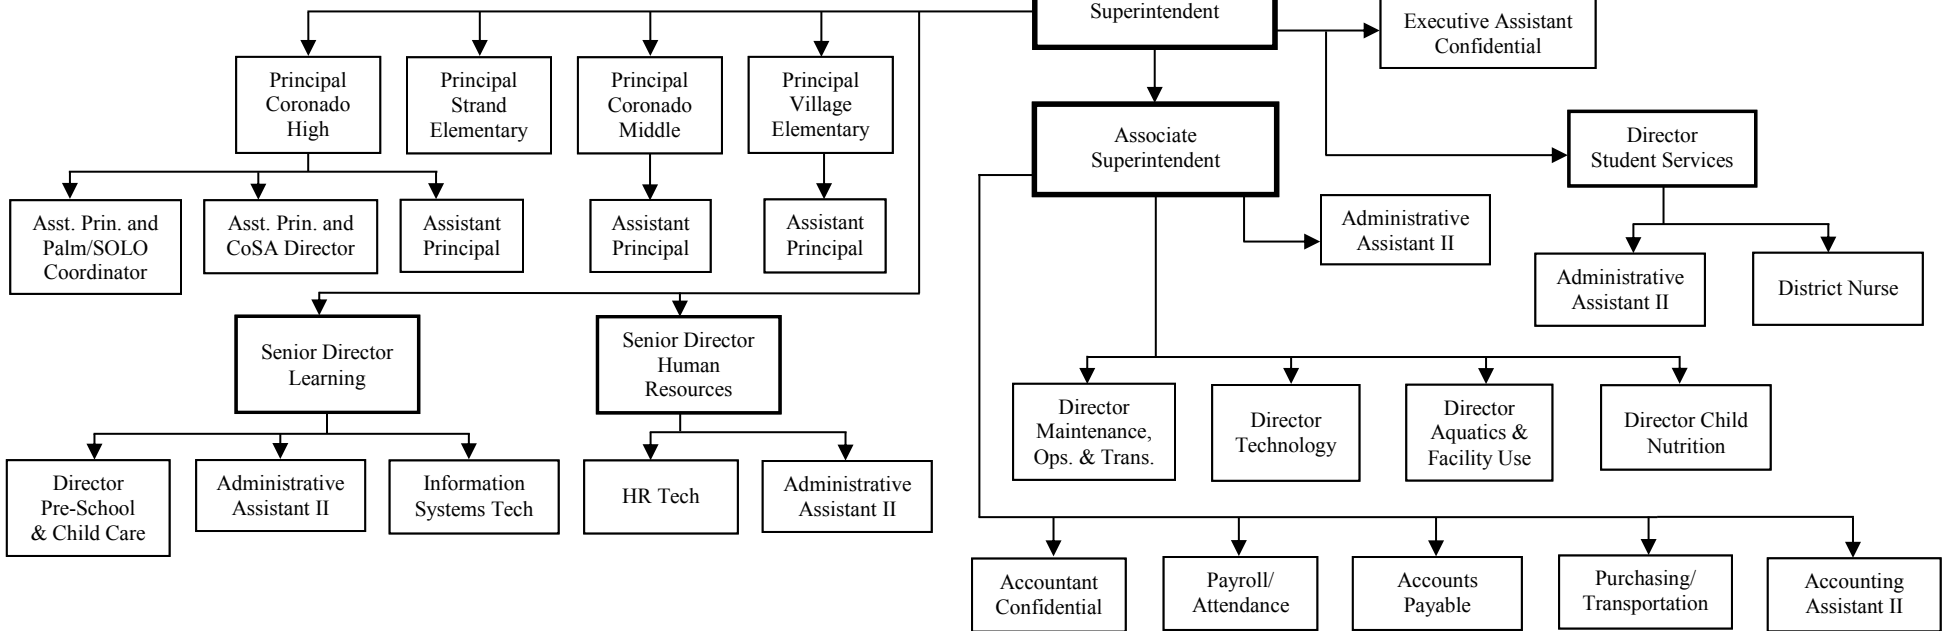 Superintendent
Executive Assistant
Confidential
Principal
Coronado
High
Principal
Strand
Elementary
Principal
Coronado
Middle
Principal
Village
Elementary
Associate
Superintendent
Director
Student Services
Asst. Prin. and
Palm/SOLO
Coordinator
Asst. Prin. and
CoSA Director
Assistant
Principal
Assistant
Principal
Assistant
Principal
Administrative
Assistant II
Administrative
Assistant II
District Nurse
Senior Director
Learning
Senior Director
Human
Resources
Director
Maintenance,
Ops. & Trans.
Director
Technology
Director
Aquatics &
Facility Use
Director Child
Nutrition
Director
Pre-School
& Child Care
Administrative
Assistant II
Information
Systems Tech
HR Tech
Administrative
Assistant II
Accountant
Confidential
Payroll/
Attendance
Accounts
Payable
Purchasing/
Transportation
Accounting
Assistant II